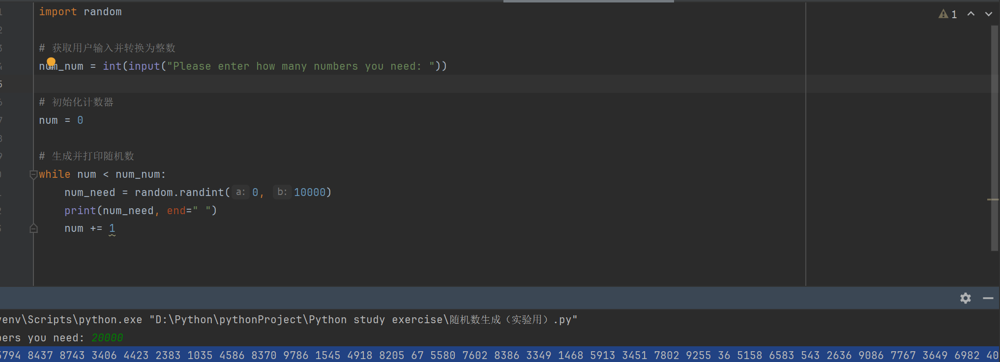 import random
1
# 获取用户输入并转换为整数
num_num = int(input("Please enter how many numbers you need: "))
# 初始化计数器
num = 0
# 生成并打印随机数
while num < num_num:
num_need = random.randint(a: 0, b: 10000)
print(num_need, end=" ")
num += 1
venv\Scripts\python.exe "D:\Python\pythonProject\Python study exercise\随机数生成（实验用）.py"
bers you need: 20000
5794 8437 8743 3406 4423 2383 1035 4586 8370 9786 1545 4918 8205 67 5580 7602 8386 3349 1468 5913 3451 7802 9255 36 5158 6583 543 2636 9086 7767 3649 6982 40